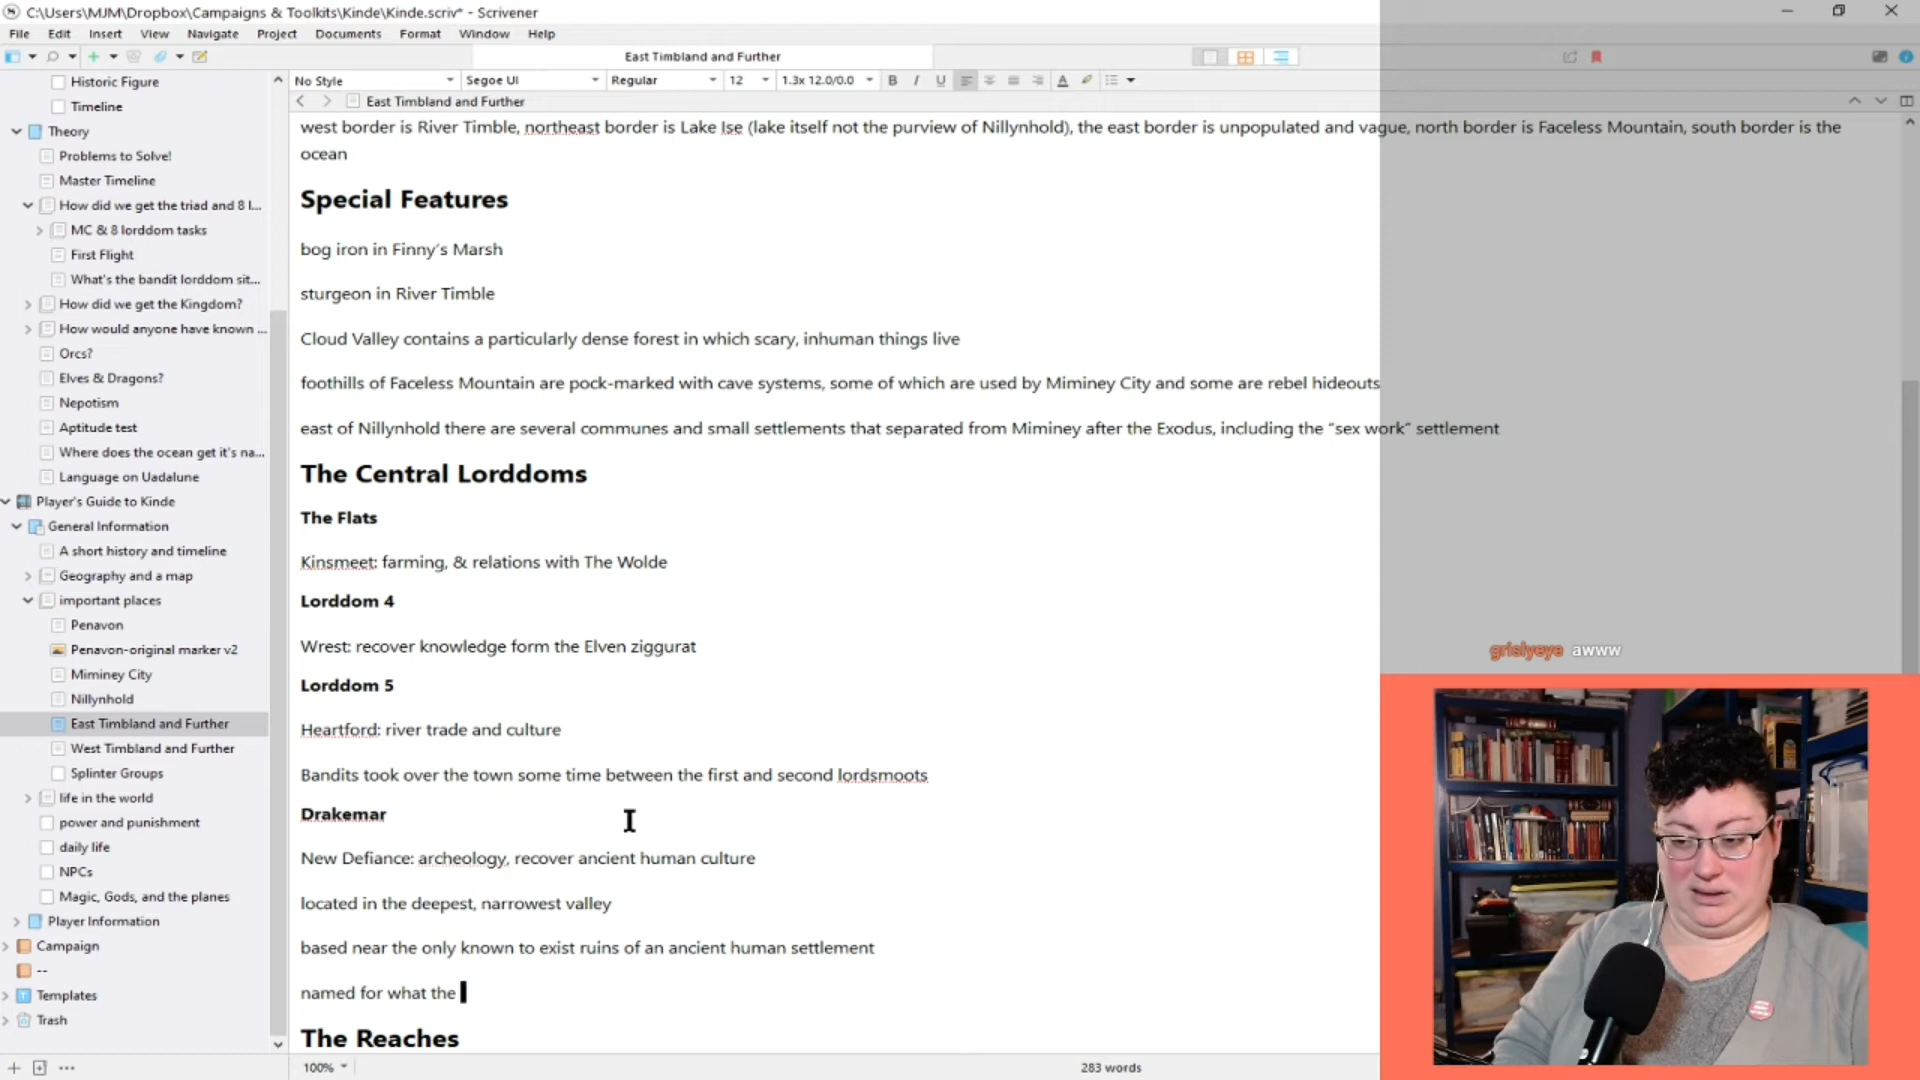 C:\Users\MJM\Dropbox\Campaigns & Toolkits\Kinde\Kinde.scriv* - Scrivener
File Edit Insert View Navigate Project Documents Format Window Help
East Timbland and Further
No Style Segoe UI Regular 12 1.3x 12.0/0.0 B I U A
East Timbland and Further
Historic Figure
Timeline
Theory
Problems to Solve!
Master Timeline
How did we get the triad and 8 l...
MC & 8 lorddom tasks
First Flight
What's the bandit lorddom sit...
How did we get the Kingdom?
How would anyone have known ...
Orcs?
Elves & Dragons?
Nepotism
Aptitude test
Where does the ocean get it's na...
Language on Uadalune
Player's Guide to Kinde
General Information
A short history and timeline
Geography and a map
important places
Penavon
Penavon-original marker v2
Miminey City
Nillynhold
East Timbland and Further
West Timbland and Further
Splinter Groups
life in the world
power and punishment
daily life
NPCs
Magic, Gods, and the planes
Player Information
Campaign
--
Templates
Trash
west border is River Timble, northeast border is Lake Ise (lake itself not the purview of Nillynhold), the east border is unpopulated and vague, north border is Faceless Mountain, south border is the
ocean
Special Features
bog iron in Finny's Marsh
sturgeon in River Timble
Cloud Valley contains a particularly dense forest in which scary, inhuman things live
foothills of Faceless Mountain are pock-marked with cave systems, some of which are used by Miminey City and some are rebel hideouts
east of Nillynhold there are several communes and small settlements that separated from Miminey after the Exodus, including the "sex work" settlement
The Central Lorddoms
The Flats
Kinsmeet: farming, & relations with The Wolde
Lorddom 4
Wrest: recover knowledge form the Elven ziggurat
Lorddom 5
Heartford: river trade and culture
Bandits took over the town some time between the first and second lordsmoots
Drakemar
New Defiance: archeology, recover ancient human culture
located in the deepest, narrowest valley
based near the only known to exist ruins of an ancient human settlement
named for what the
The Reaches
100%
283 words
grislyeye awww